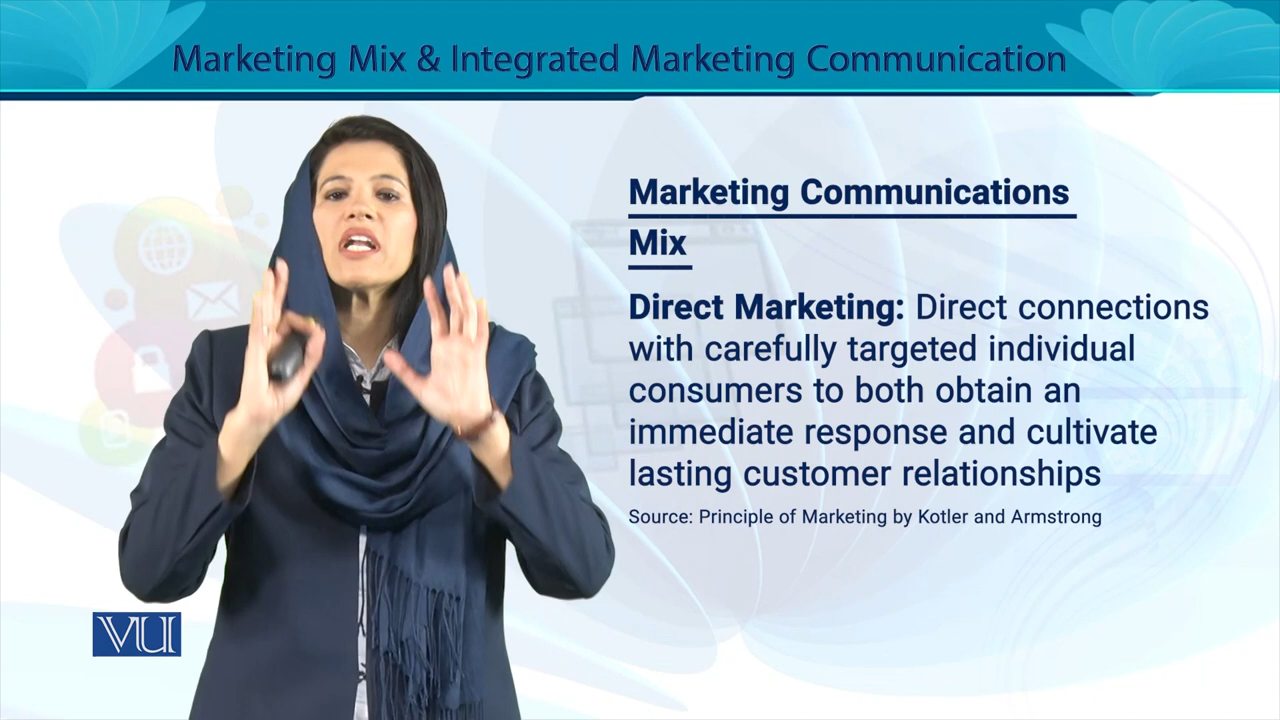 Marketing Mix & Integrated Marketing Communication
Marketing Communications
Mix
Direct Marketing: Direct connections
with carefully targeted individual
consumers to both obtain an
immediate response and cultivate
lasting customer relationships
Source: Principle of Marketing by Kotler and Armstrong
VU